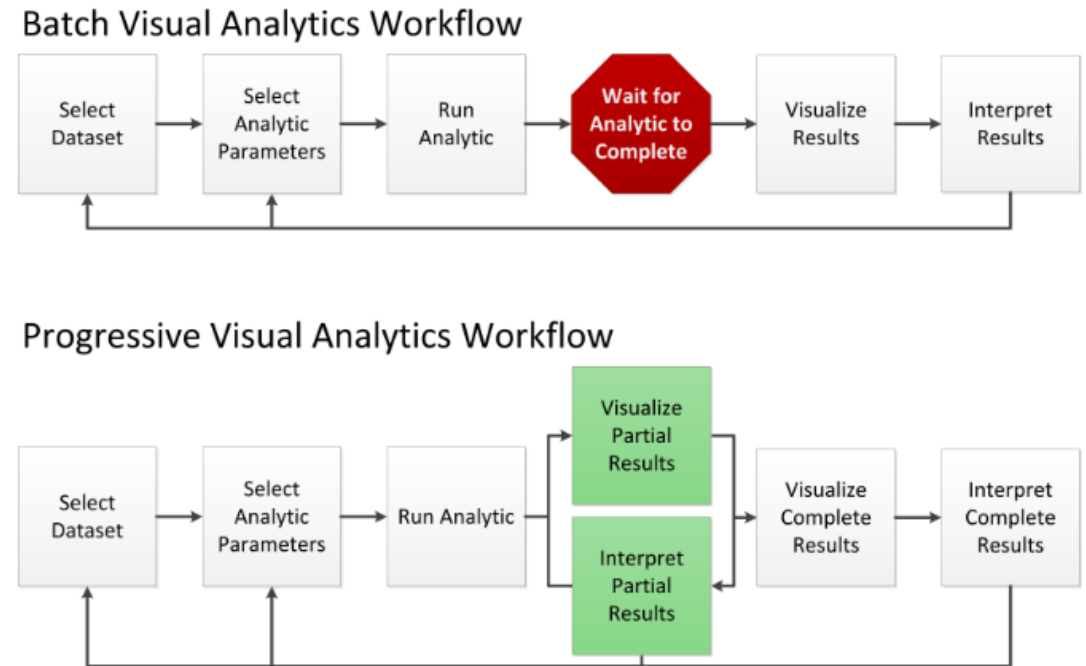 Batch Visual Analytics Workflow
Select
Dataset
Select
Analytic
Parameters
Run
Analytic
Wait for
Analytic to
Complete
Visualize
Results
Interpret
Results
Progressive Visual Analytics Workflow
Select
Dataset
Select
Analytic
Parameters
Run Analytic
Visualize
Partial
Results
Interpret
Partial
Results
Visualize
Complete
Results
Interpret
Complete
Results